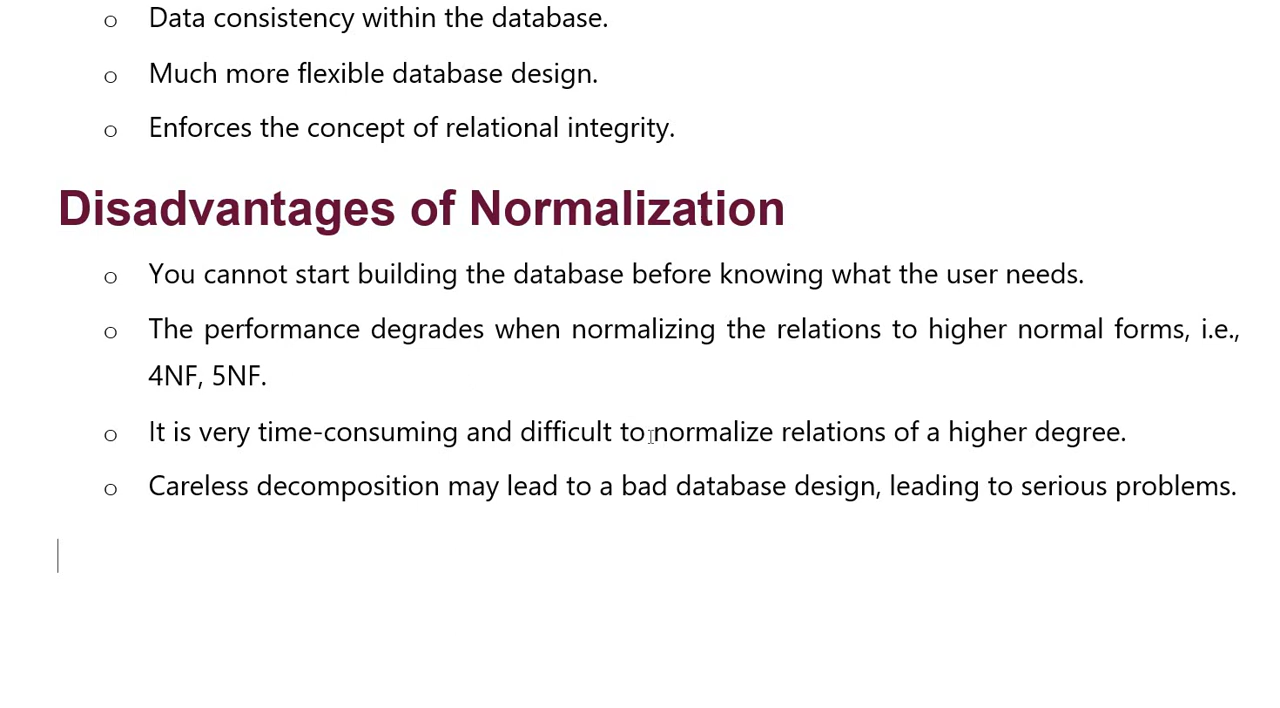 o Data consistency within the database.
o Much more flexible database design.
o Enforces the concept of relational integrity.
Disadvantages of Normalization
o You cannot start building the database before knowing what the user needs.
o The performance degrades when normalizing the relations to higher normal forms, i.e.,
4NF, 5NF.
o It is very time-consuming and difficult to normalize relations of a higher degree.
o Careless decomposition may lead to a bad database design, leading to serious problems.